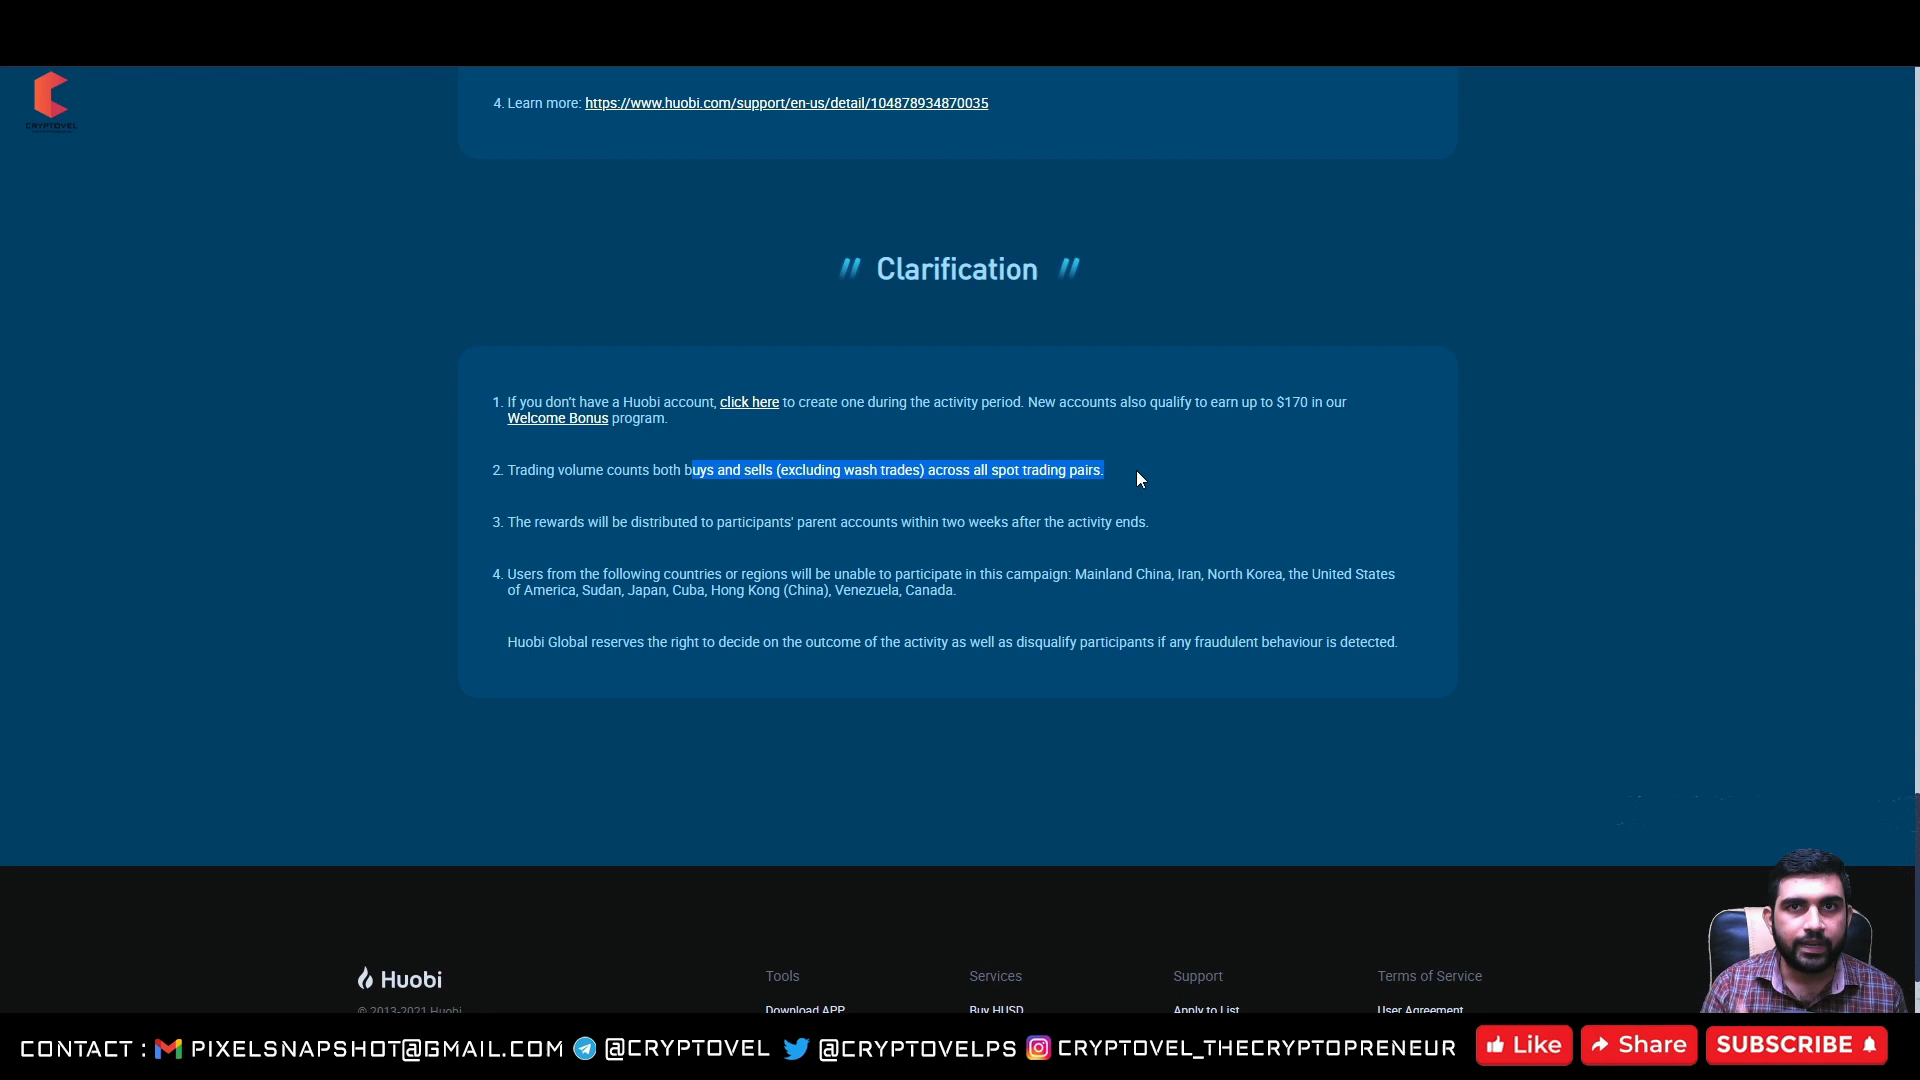 4. Learn more: https://www.huobi.com/support/en-us/detail/104878934870035
CRYPTOVEL
// Clarification //
1. If you don't have a Huobi account, click here to create one during the activity period. New accounts also qualify to earn up to $170 in our
Welcome Bonus program.
2. Trading volume counts both buys and sells (excluding wash trades) across all spot trading pairs.
3. The rewards will be distributed to participants' parent accounts within two weeks after the activity ends.
4. Users from the following countries or regions will be unable to participate in this campaign: Mainland China, Iran, North Korea, the United States
of America, Sudan, Japan, Cuba, Hong Kong (China), Venezuela, Canada.
Huobi Global reserves the right to decide on the outcome of the activity as well as disqualify participants if any fraudulent behaviour is detected.
Huobi Tools Services Support Terms of Service
© 2013-2021 Huobi Download APP Buy HUSD Apply to List User Agreement
CONTACT : PIXELSNAPSHOT@GMAIL.COM @CRYPTOVEL @CRYPTOVELPS CRYPTOVEL_THECRYPTOPRENEUR Like Share SUBSCRIBE